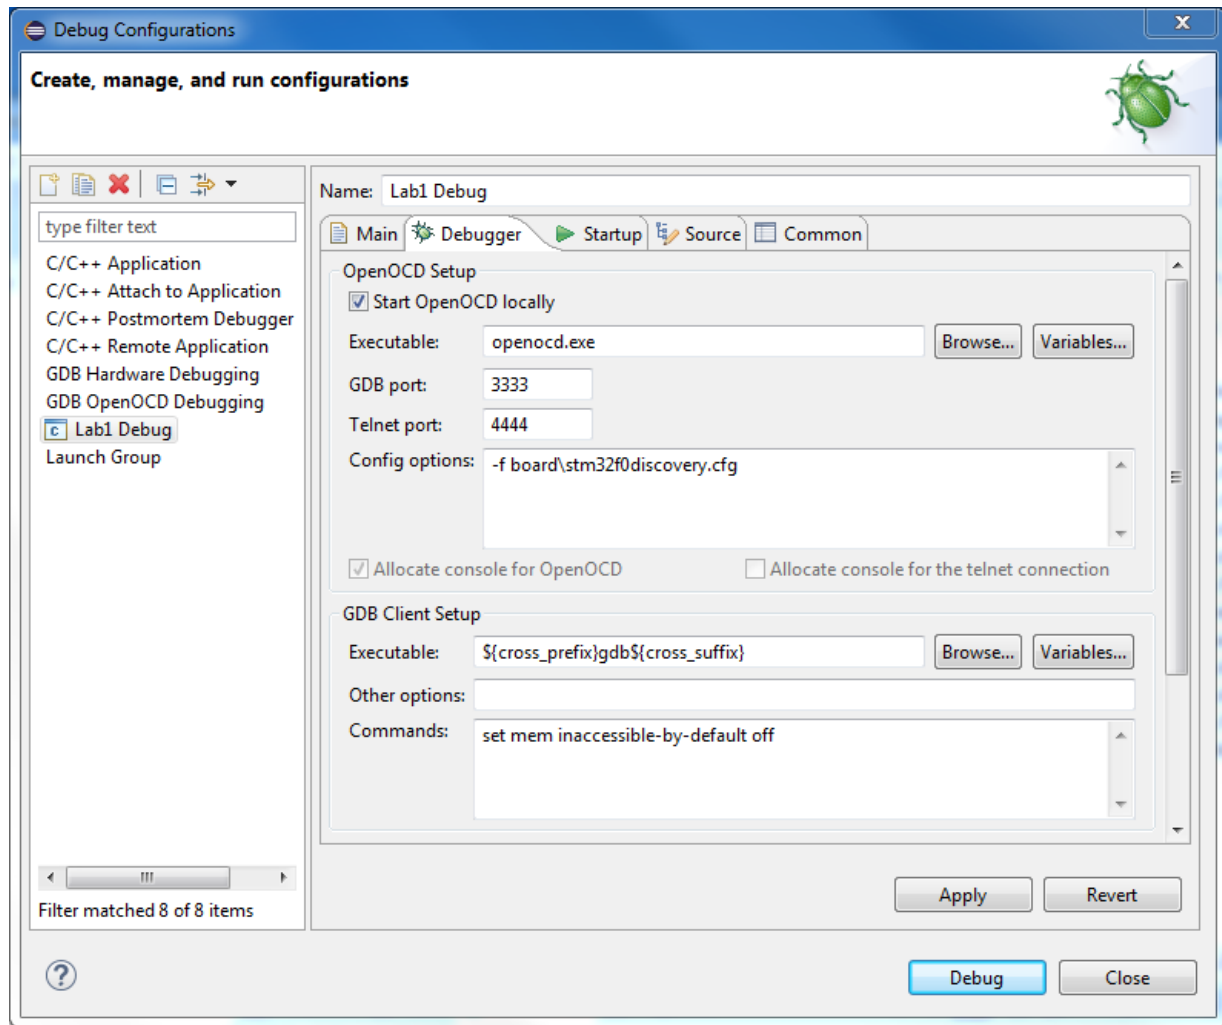 Debug Configurations
X
Create, manage, and run configurations
type filter text
C/C++ Application
C/C++ Attach to Application
C/C++ Postmortem Debugger
C/C++ Remote Application
GDB Hardware Debugging
GDB OpenOCD Debugging
c Lab1 Debug
Launch Group
Filter matched 8 of 8 items
Name: Lab1 Debug
Main Debugger Startup Source Common
OpenOCD Setup
Start OpenOCD locally
Executable: openocd.exe Browse... Variables...
GDB port: 3333
Telnet port: 4444
Config options: -f board\stm32f0discovery.cfg
Allocate console for OpenOCD Allocate console for the telnet connection
GDB Client Setup
Executable: ${cross_prefix}gdb${cross_suffix} Browse... Variables...
Other options:
Commands: set mem inaccessible-by-default off
Apply Revert
? Debug Close